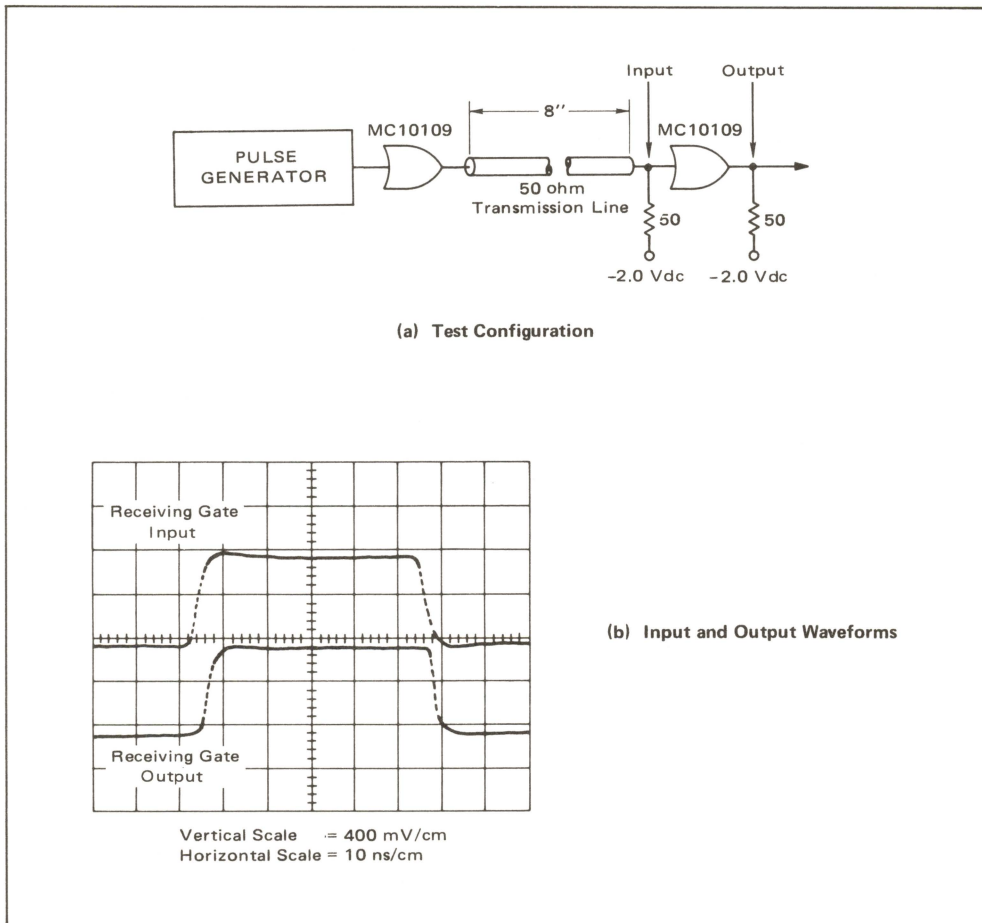 Input Output
8''
MC10109 MC10109
PULSE
GENERATOR
50 ohm
Transmission Line
50 50
-2.0 Vdc -2.0 Vdc
(a) Test Configuration
Receiving Gate
Input
(b) Input and Output Waveforms
Receiving Gate
Output
Vertical Scale = 400 mV/cm
Horizontal Scale = 10 ns/cm